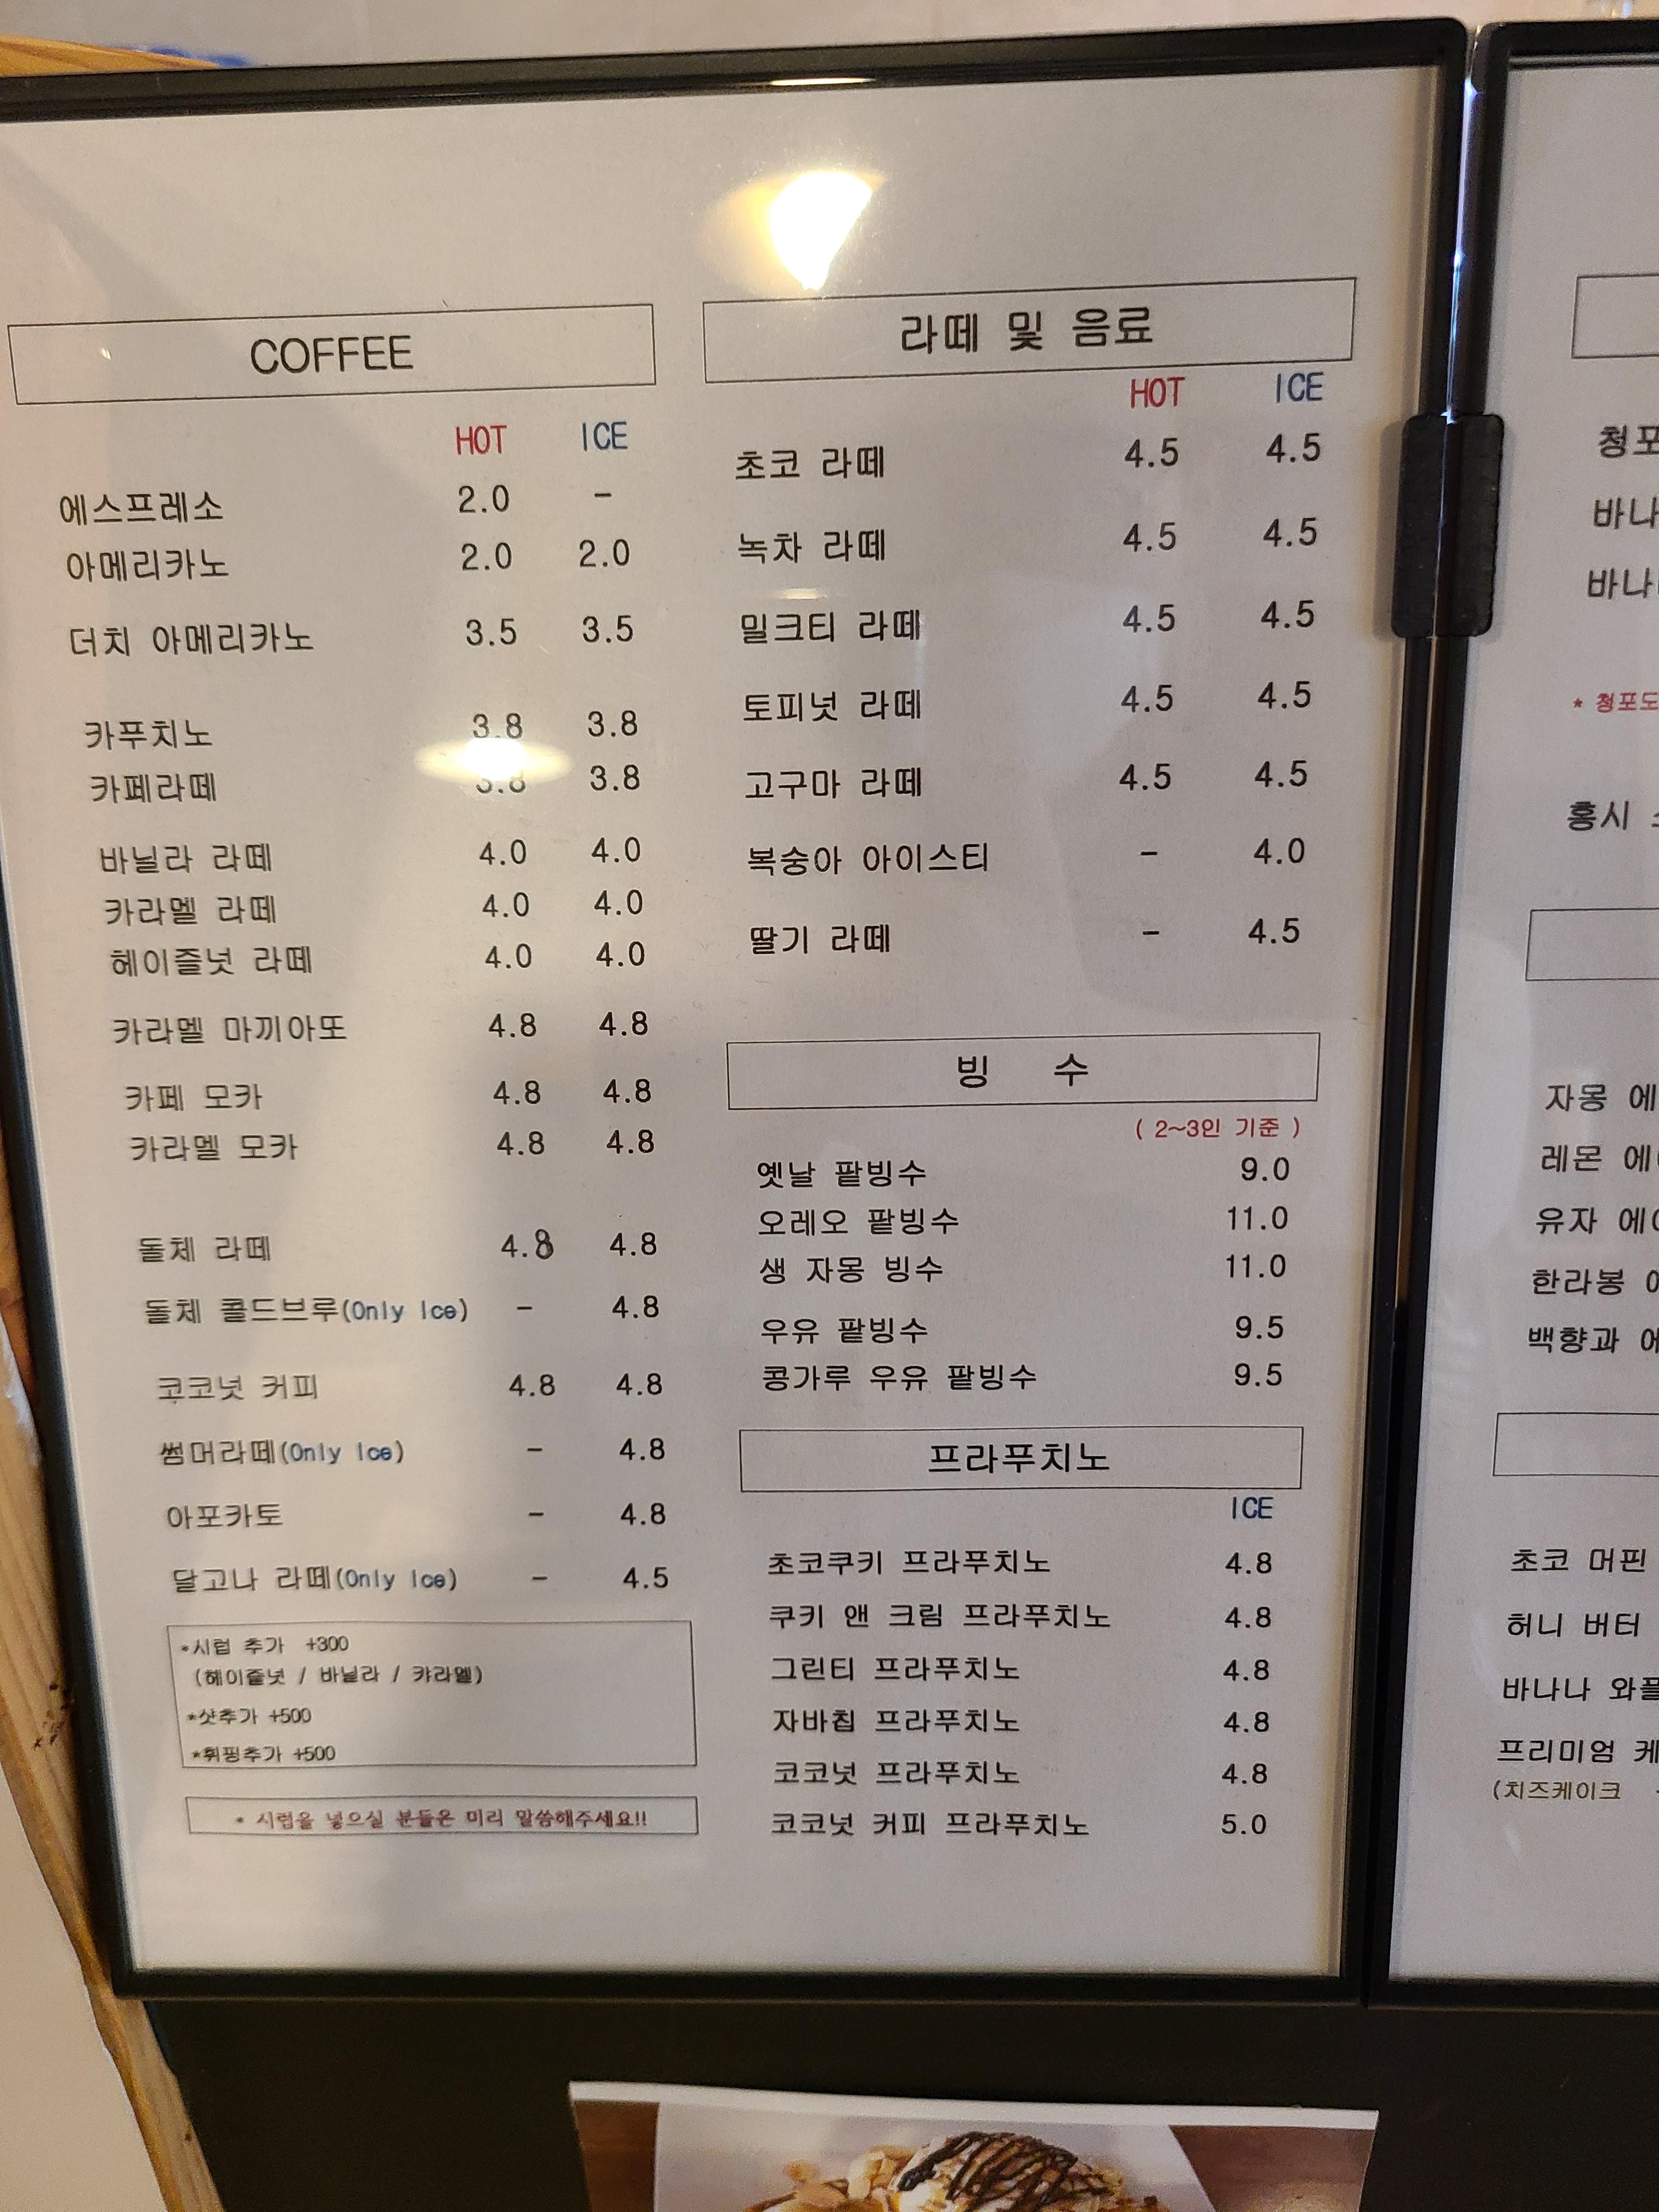 COFFEE
HOT ICE
에스프레소 2.0 -
아메리카노 2.0 2.0
더치 아메리카노 3.5 3.5
카푸치노 3.8 3.8
카페라떼 3.8 3.8
바닐라 라떼 4.0 4.0
카라멜 라떼 4.0 4.0
헤이즐넛 라떼 4.0 4.0
카라멜 마끼아또 4.8 4.8
카페 모카 4.8 4.8
카라멜 모카 4.8 4.8
돌체 라떼 4.8 4.8
돌체 콜드브루(Only Ice) - 4.8
코코넛 커피 4.8 4.8
썸머라떼(Only Ice) - 4.8
아포카토 - 4.8
달고나 라떼(Only Ice) - 4.5
*시럽 추가 +300
(헤이즐넛 / 바닐라 / 캬라멜)
*샷추가 +500
*휘핑추가 +500
* 시럽을 넣으실 분들은 미리 말씀해주세요!!
라떼 및 음료
HOT ICE
초코 라떼 4.5 4.5
녹차 라떼 4.5 4.5
밀크티 라떼 4.5 4.5
토피넛 라떼 4.5 4.5
고구마 라떼 4.5 4.5
복숭아 아이스티 - 4.0
딸기 라떼 - 4.5
빙 수
( 2~3인 기준 )
옛날 팥빙수 9.0
오레오 팥빙수 11.0
생 자몽 빙수 11.0
우유 팥빙수 9.5
콩가루 우유 팥빙수 9.5
프라푸치노
ICE
초코쿠키 프라푸치노 4.8
쿠키 앤 크림 프라푸치노 4.8
그린티 프라푸치노 4.8
자바칩 프라푸치노 4.8
코코넛 프라푸치노 4.8
코코넛 커피 프라푸치노 5.0
홍시
자몽
레몬
유자
한라봉
백향과
초코 머핀
허니 버터
바나나
프리미엄
(치즈케이크